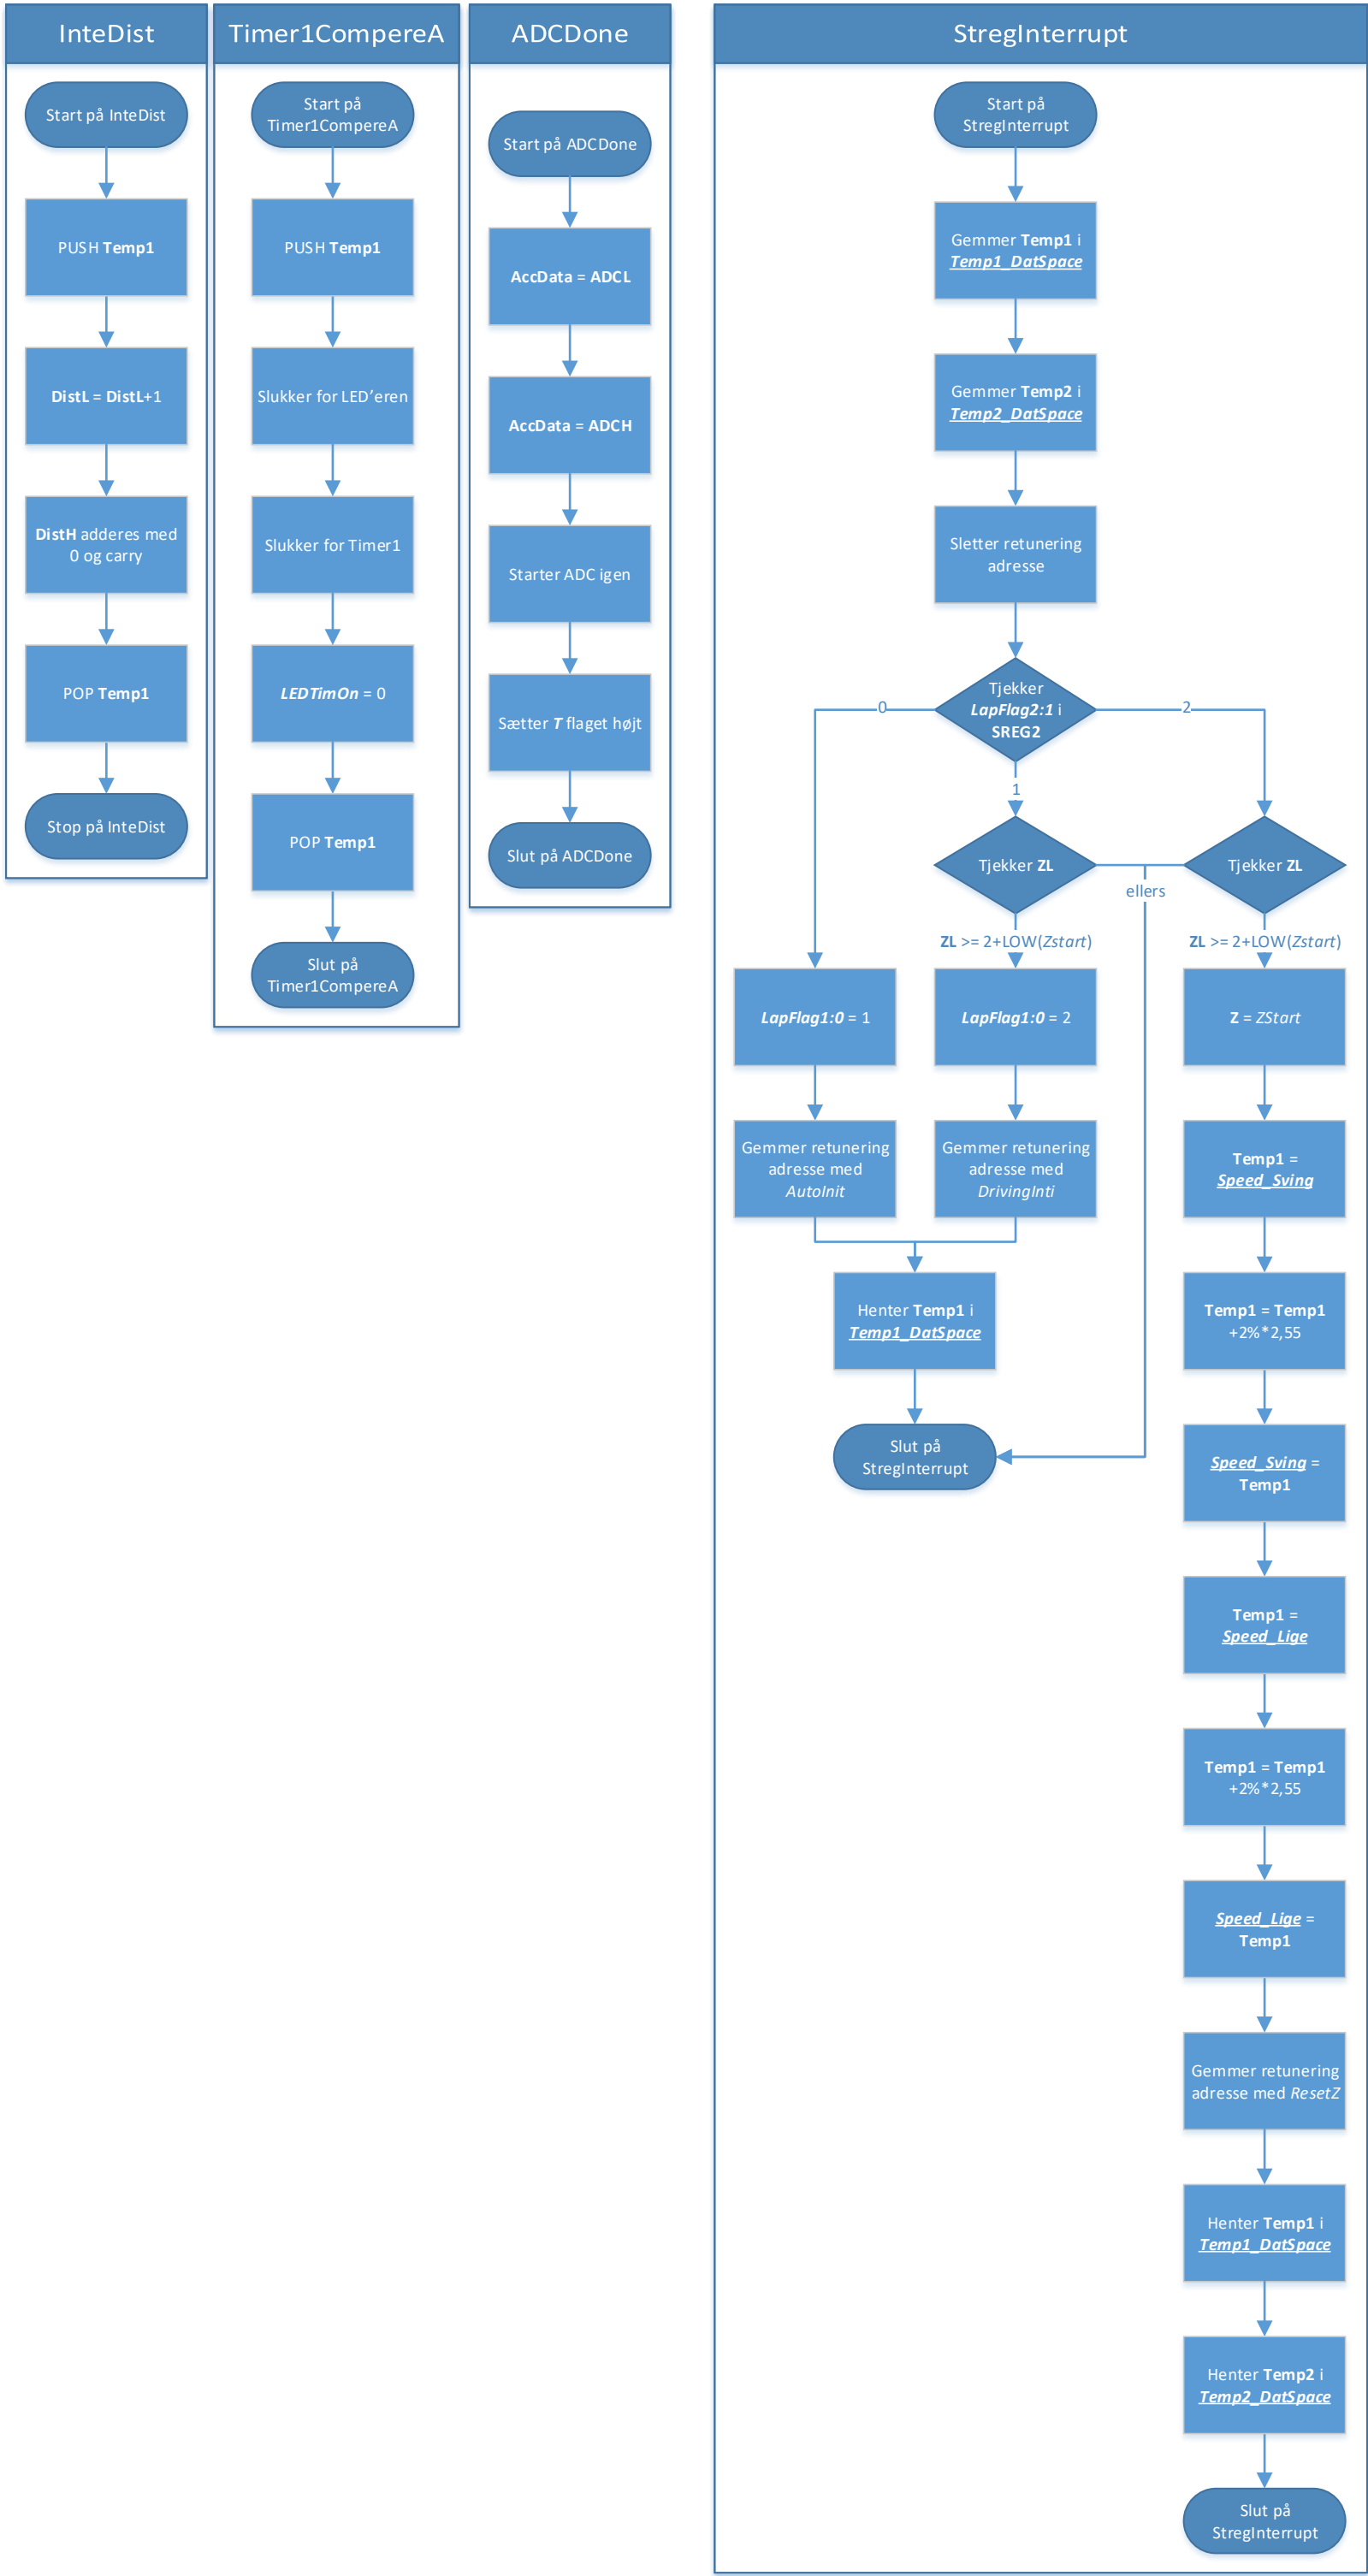 InteDist
Start på InteDist
PUSH Temp1
DistL = DistL+1
DistH adderes med
0 og carry
POP Temp1
Stop på InteDist
Timer1CompereA
Start på
Timer1CompereA
PUSH Temp1
Slukker for LED’eren
Slukker for Timer1
LEDTimOn = 0
POP Temp1
Slut på
Timer1CompereA
ADCDone
Start på ADCDone
AccData = ADCL
AccData = ADCH
Starter ADC igen
Sætter T flaget højt
Slut på ADCDone
StregInterrupt
Start på
StregInterrupt
Gemmer Temp1 i
Temp1_DatSpace
Gemmer Temp2 i
Temp2_DatSpace
Sletter retunering
adresse
Tjekker
LapFlag2:1 i
SREG2
0
1
2
Tjekker ZL
Tjekker ZL
ellers
ZL >= 2+LOW(Zstart)
ZL >= 2+LOW(Zstart)
LapFlag1:0 = 1
LapFlag1:0 = 2
Z = ZStart
Gemmer retunering
adresse med
AutoInit
Gemmer retunering
adresse med
DrivingInti
Temp1 =
Speed_Sving
Henter Temp1 i
Temp1_DatSpace
Temp1 = Temp1
+2%*2,55
Slut på
StregInterrupt
Speed_Sving =
Temp1
Temp1 =
Speed_Lige
Temp1 = Temp1
+2%*2,55
Speed_Lige =
Temp1
Gemmer retunering
adresse med ResetZ
Henter Temp1 i
Temp1_DatSpace
Henter Temp2 i
Temp2_DatSpace
Slut på
StregInterrupt